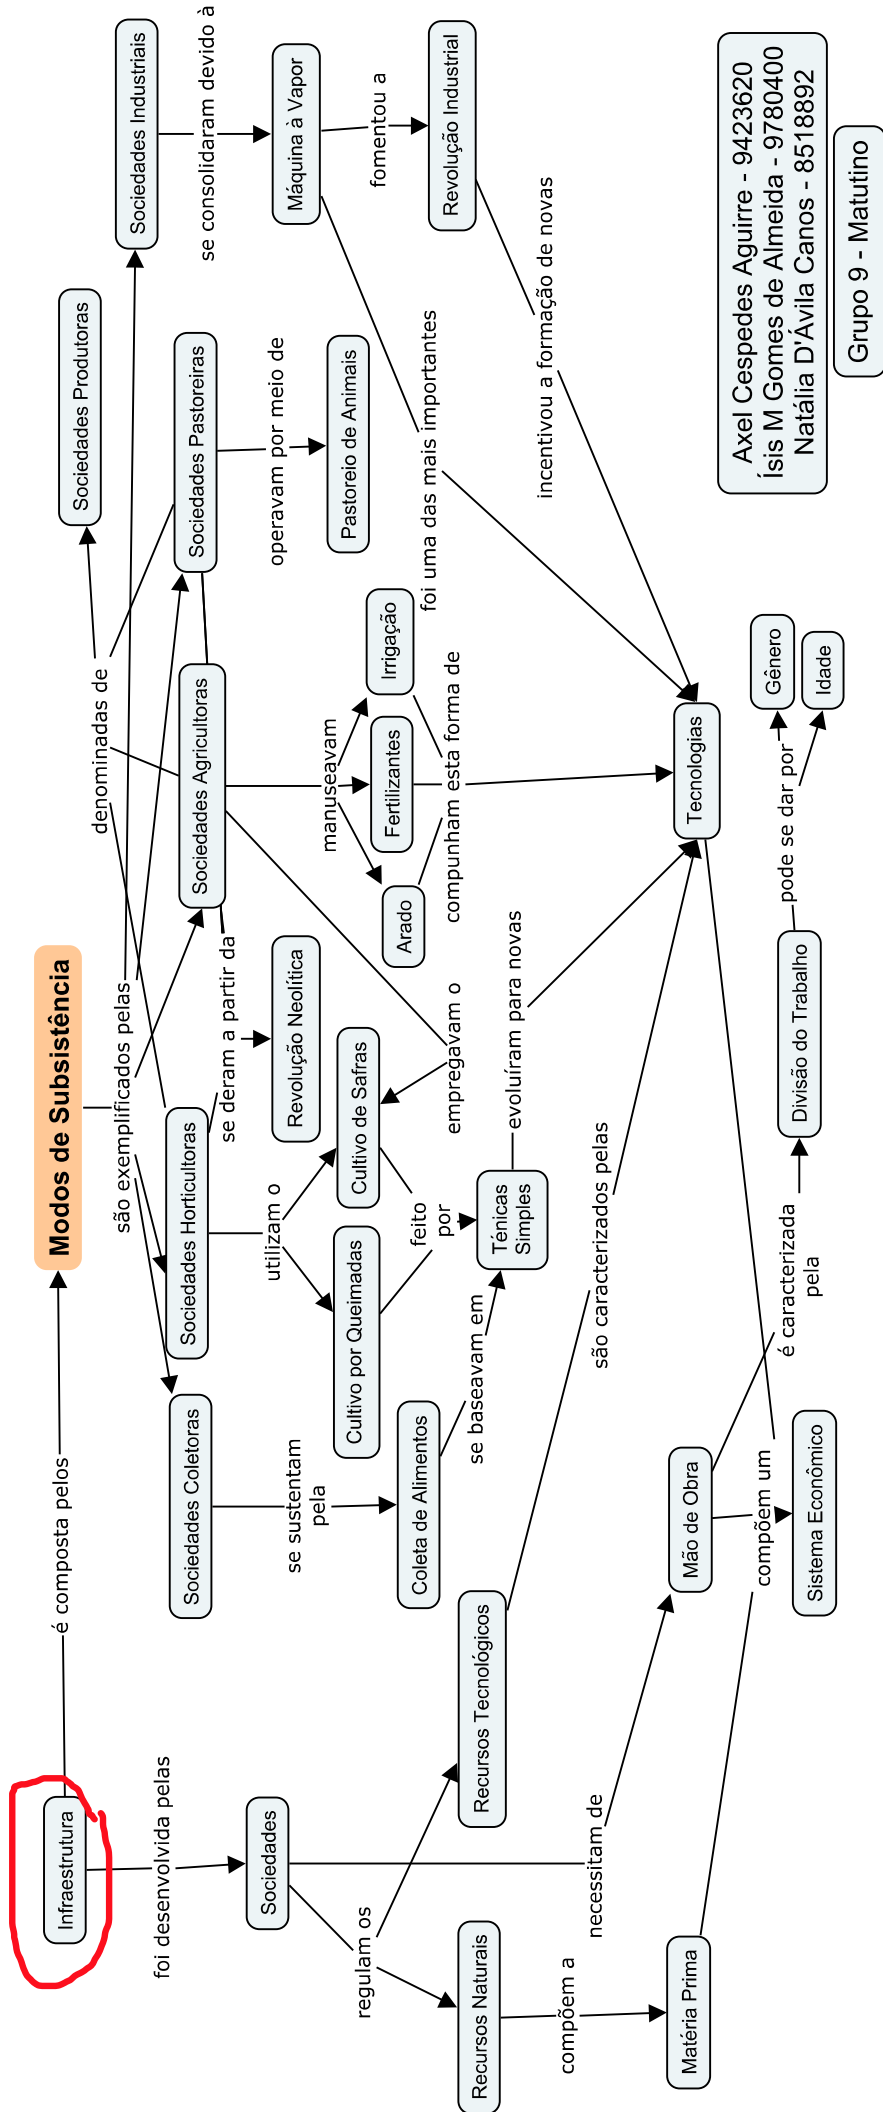 Modos de Subsistência
Infraestrutura
é composta pelos
são exemplificados pelas
denominadas de
Sociedades Produtoras
Sociedades Industriais
se consolidaram devido à
Máquina à Vapor
fomentou a
Revolução Industrial
incentivou a formação de novas
foi uma das mais importantes
Sociedades Pastoreiras
operavam por meio de
Pastoreio de Animais
Sociedades Agricultoras
manuseavam
Irrigação
Fertilizantes
Arado
compunham esta forma de
Tecnologias
Sociedades Horticultoras
se deram a partir da
Revolução Neolítica
utilizam o
Cultivo de Safras
Cultivo por Queimadas
empregavam o
feito
por
Ténicas
Simples
evoluíram para novas
Sociedades Coletoras
se sustentam
pela
Coleta de Alimentos
se baseavam em
foi desenvolvida pelas
Sociedades
regulam os
necessitam de
Recursos Naturais
Recursos Tecnológicos
são caracterizados pelas
compõem a
Matéria Prima
Mão de Obra
compõem um
Sistema Econômico
é caracterizada
pela
Divisão do Trabalho
pode se dar por
Gênero
Idade
Axel Cespedes Aguirre - 9423620
Ísis M Gomes de Almeida - 9780400
Natália D'Ávila Canos - 8518892
Grupo 9 - Matutino